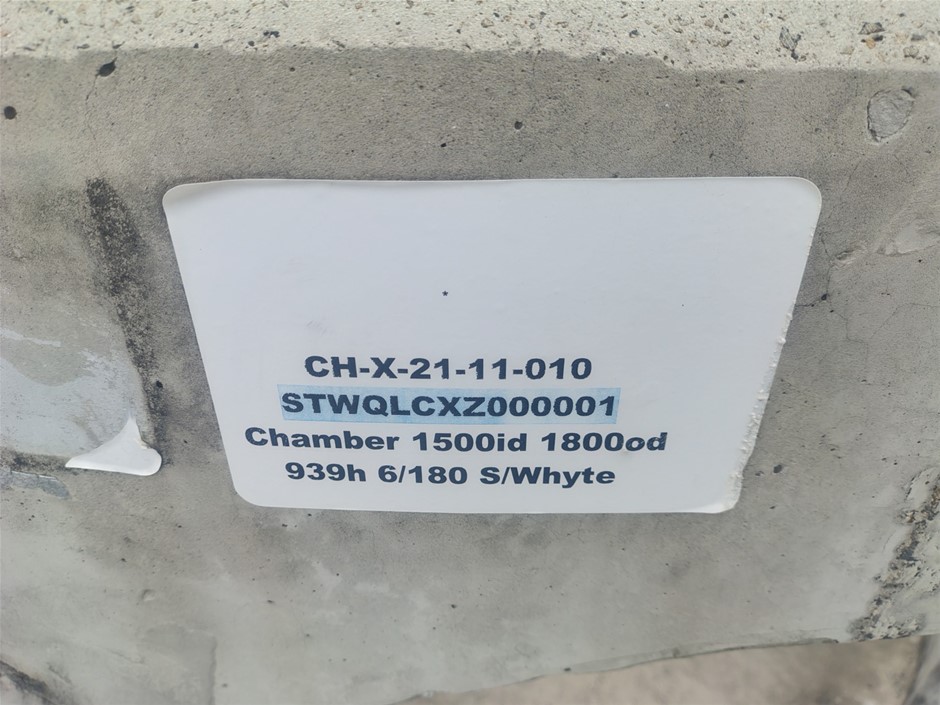 CH-X-21-11-010
STWQLCXZ000001
Chamber 1500id 1800od
939h 6/180 S/Whyte